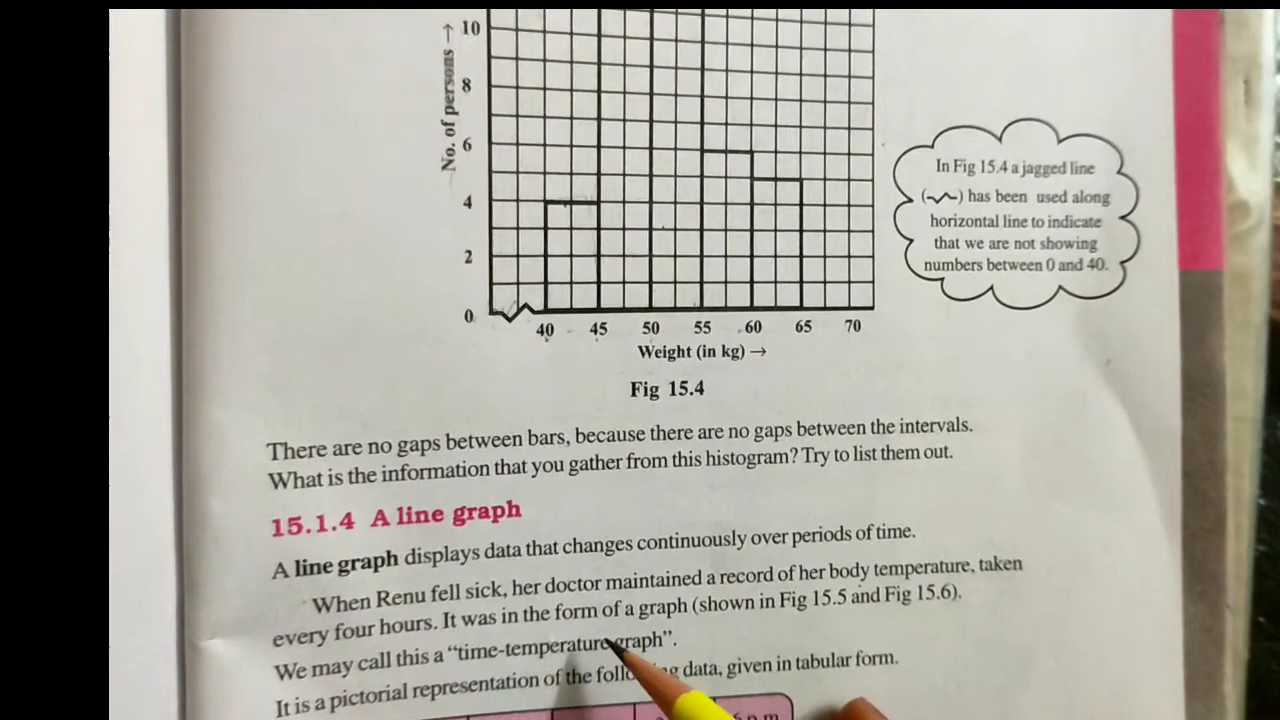 No. of persons →
10
8
6
4
2
0
40 45 50 55 60 65 70
Weight (in kg) →
Fig 15.4
In Fig 15.4 a jagged line
( ) has been used along
horizontal line to indicate
that we are not showing
numbers between 0 and 40.
There are no gaps between bars, because there are no gaps between the intervals.
What is the information that you gather from this histogram? Try to list them out.
15.1.4 A line graph
A line graph displays data that changes continuously over periods of time.
When Renu fell sick, her doctor maintained a record of her body temperature, taken
every four hours. It was in the form of a graph (shown in Fig 15.5 and Fig 15.6).
We may call this a “time-temperature graph”.
It is a pictorial representation of the following data, given in tabular form.